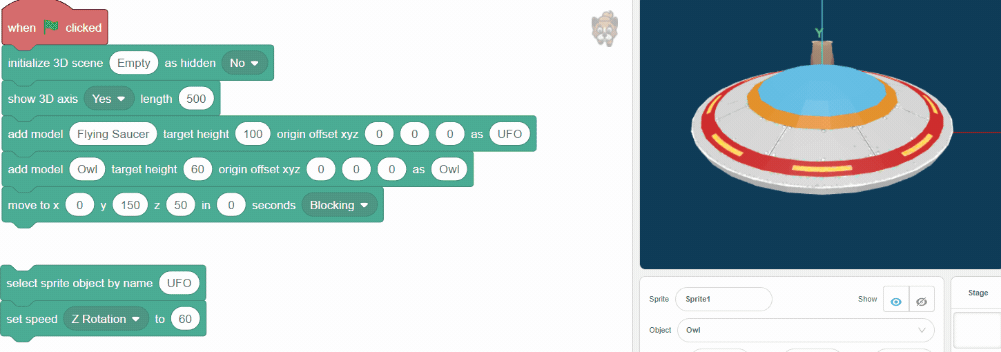 when clicked
initialize 3D scene Empty as hidden No
show 3D axis Yes length 500
add model Flying Saucer target height 100 origin offset xyz 0 0 0 as UFO
add model Owl target height 60 origin offset xyz 0 0 0 as Owl
move to x 0 y 150 z 50 in 0 seconds Blocking
select sprite object by name UFO
set speed Z Rotation to 60
Y
Sprite Sprite1 Show
Object Owl
Stage